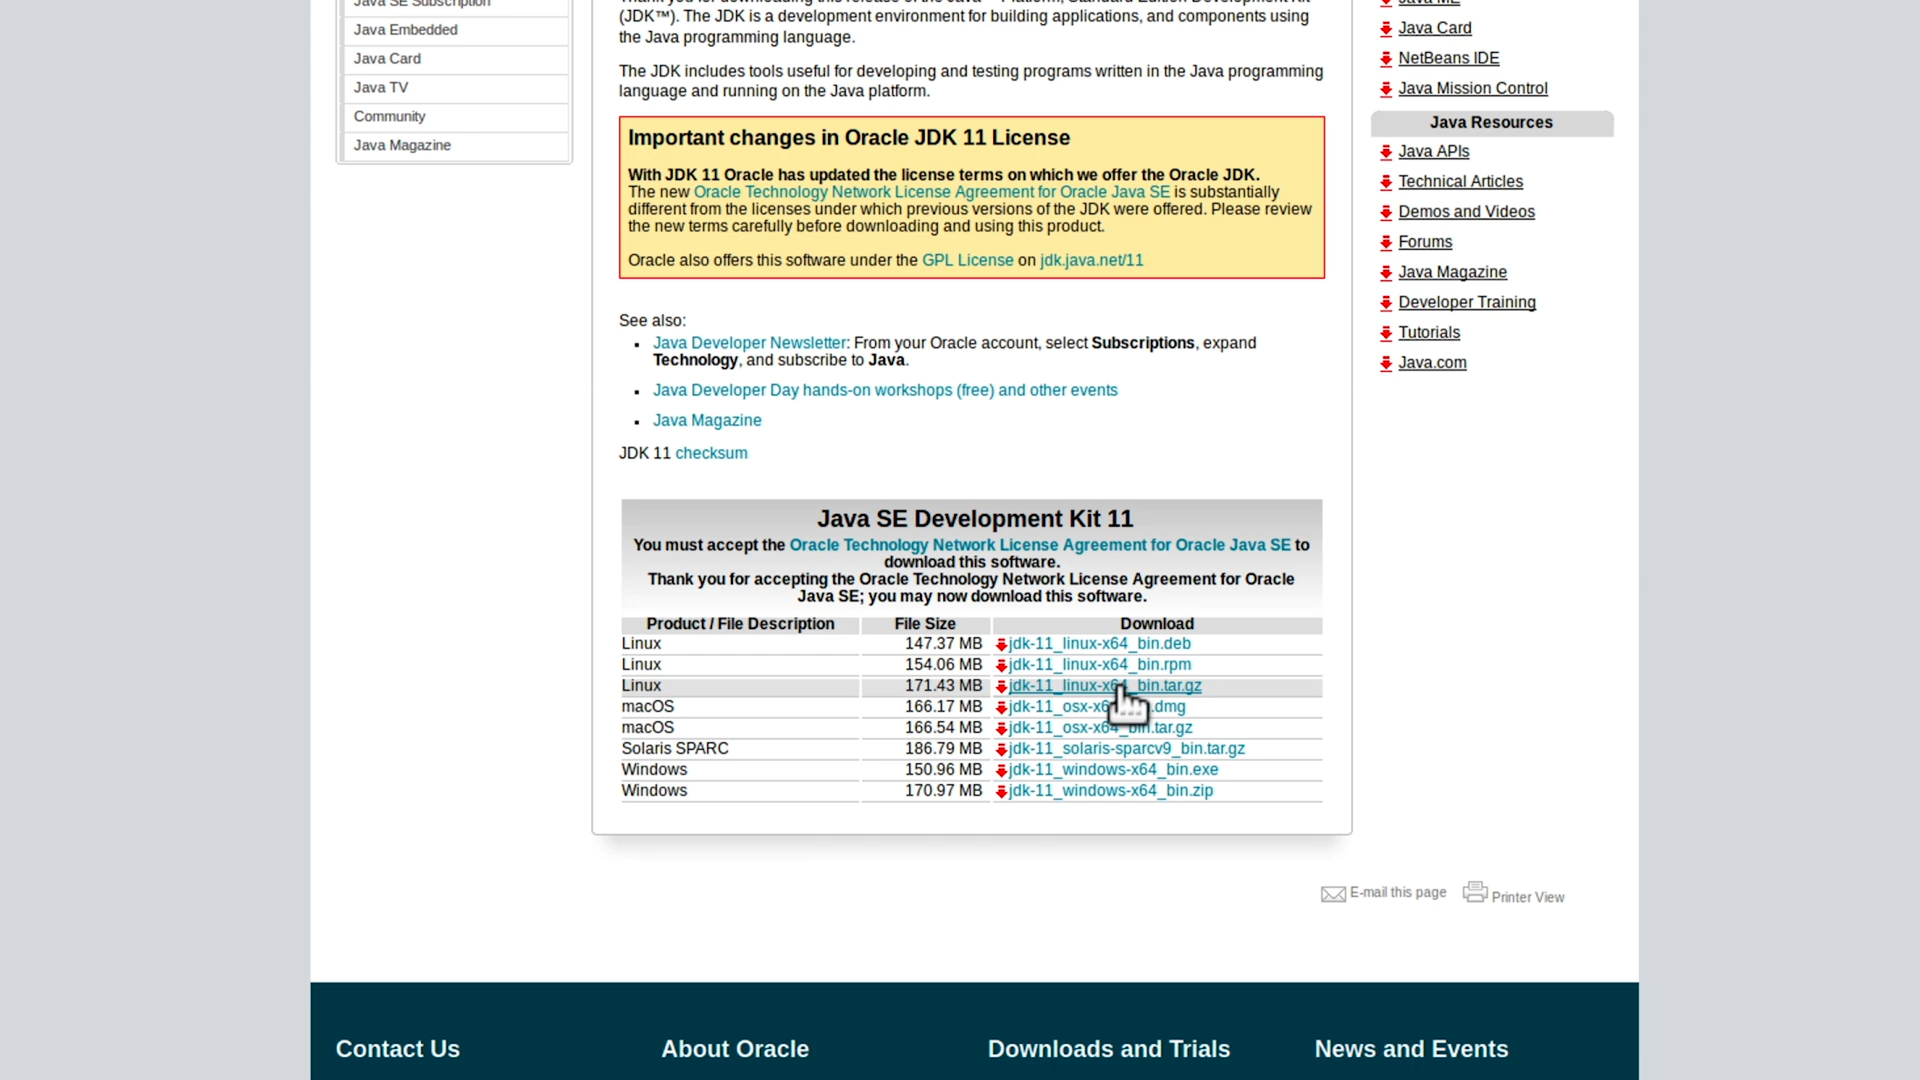 Java SE Subscription
Java Embedded
Java Card
Java TV
Community
Java Magazine
(JDK™). The JDK is a development environment for building applications, and components using
the Java programming language.
The JDK includes tools useful for developing and testing programs written in the Java programming
language and running on the Java platform.
Important changes in Oracle JDK 11 License
With JDK 11 Oracle has updated the license terms on which we offer the Oracle JDK.
The new Oracle Technology Network License Agreement for Oracle Java SE is substantially
different from the licenses under which previous versions of the JDK were offered. Please review
the new terms carefully before downloading and using this product.
Oracle also offers this software under the GPL License on jdk.java.net/11
See also:
Java Developer Newsletter: From your Oracle account, select Subscriptions, expand
Technology, and subscribe to Java.
Java Developer Day hands-on workshops (free) and other events
Java Magazine
JDK 11 checksum
Java SE Development Kit 11
You must accept the Oracle Technology Network License Agreement for Oracle Java SE to
download this software.
Thank you for accepting the Oracle Technology Network License Agreement for Oracle
Java SE; you may now download this software.
Product / File Description File Size Download
Linux 147.37 MB jdk-11_linux-x64_bin.deb
Linux 154.06 MB jdk-11_linux-x64_bin.rpm
Linux 171.43 MB jdk-11_linux-x64_bin.tar.gz
macOS 166.17 MB jdk-11_osx-x6 .dmg
macOS 166.54 MB jdk-11_osx-x64_bin.tar.gz
Solaris SPARC 186.79 MB jdk-11_solaris-sparcv9_bin.tar.gz
Windows 150.96 MB jdk-11_windows-x64_bin.exe
Windows 170.97 MB jdk-11_windows-x64_bin.zip
Java ME
Java Card
NetBeans IDE
Java Mission Control
Java Resources
Java APIs
Technical Articles
Demos and Videos
Forums
Java Magazine
Developer Training
Tutorials
Java.com
E-mail this page Printer View
Contact Us
About Oracle
Downloads and Trials
News and Events